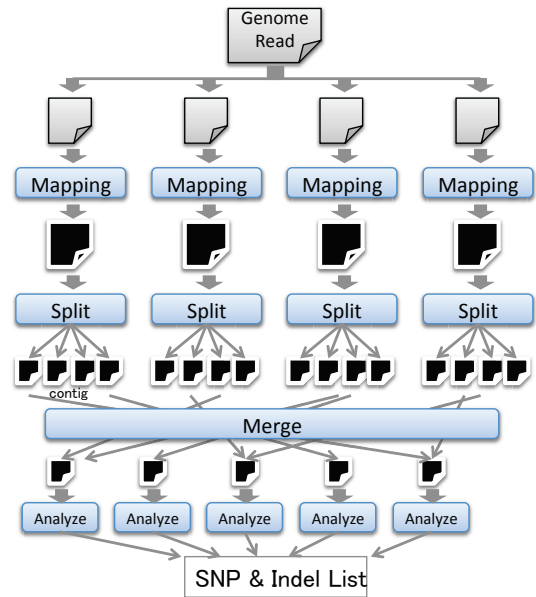 Genome
Read
Mapping Mapping Mapping Mapping
Split Split Split Split
contig
Merge
Analyze Analyze Analyze Analyze Analyze
SNP & Indel List